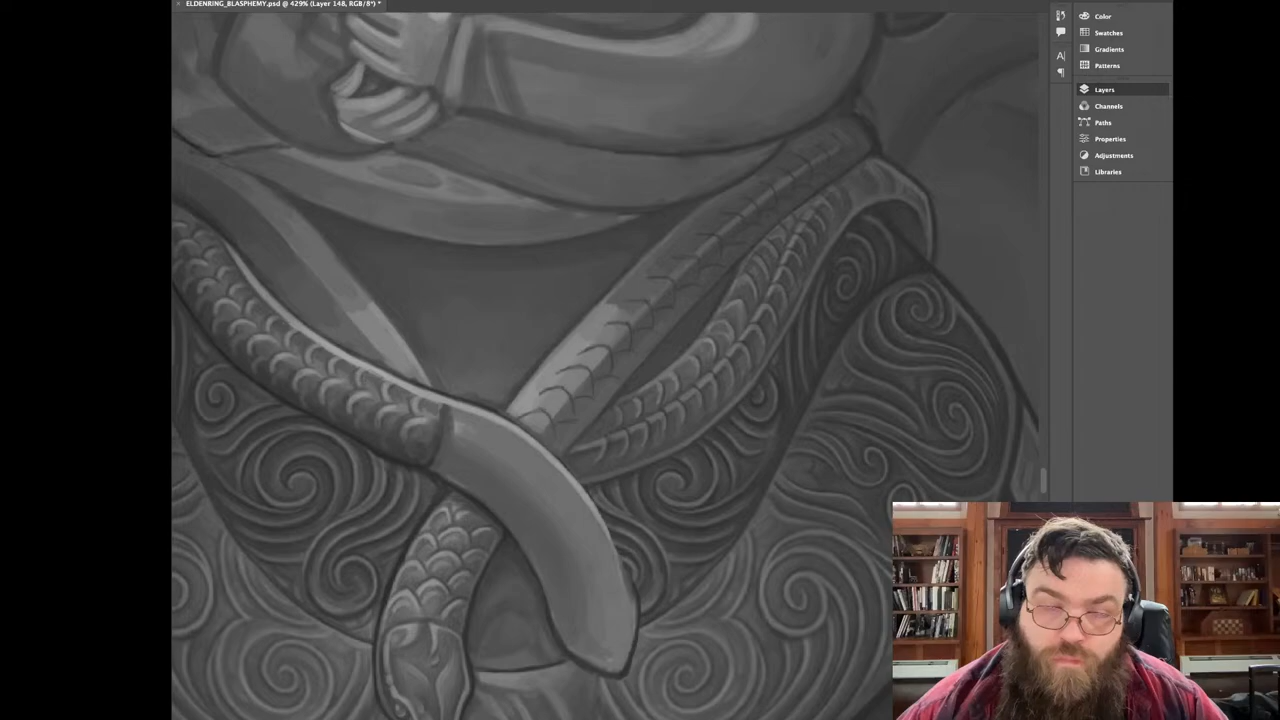 × ELDENRING_BLASPHEMY.psd @ 429% (Layer 148, RGB/8*) *
Color
Swatches
Gradients
Patterns
Layers
Channels
Paths
Properties
Adjustments
Libraries